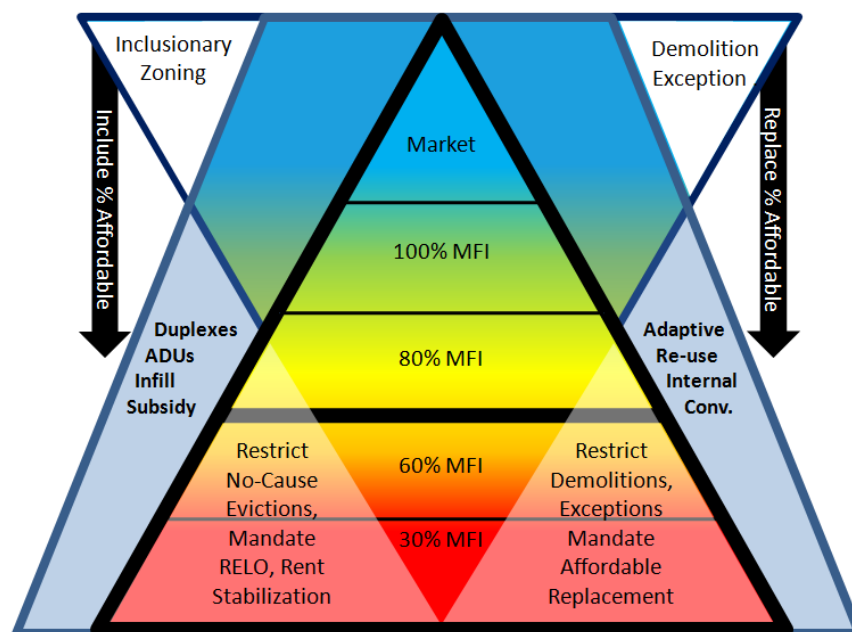 Inclusionary
Zoning
Demolition
Exception
Include % Affordable
Replace % Affordable
Market
100% MFI
80% MFI
60% MFI
30% MFI
Duplexes
ADUs
Infill
Subsidy
Adaptive
Re-use
Internal
Conv.
Restrict
No-Cause
Evictions,
Mandate
RELO, Rent
Stabilization
Restrict
Demolitions,
Exceptions
Mandate
Affordable
Replacement